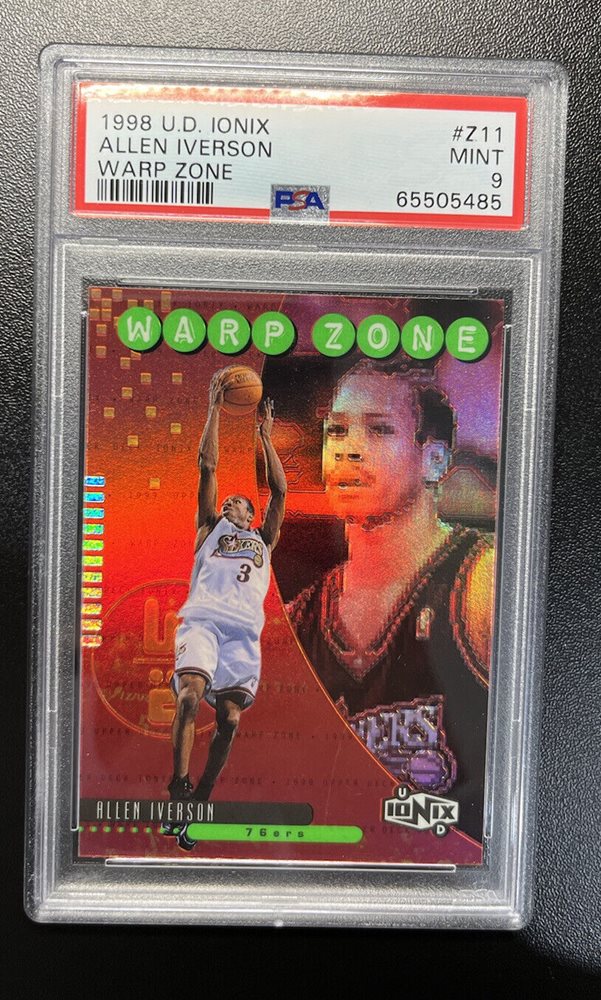 1998 U.D. IONIX #Z11
ALLEN IVERSON MINT
WARP ZONE 9
PSA 65505485
WARP ZONE
SIXERS
3
ERS
ALLEN IVERSON
76ers
UD IONIX